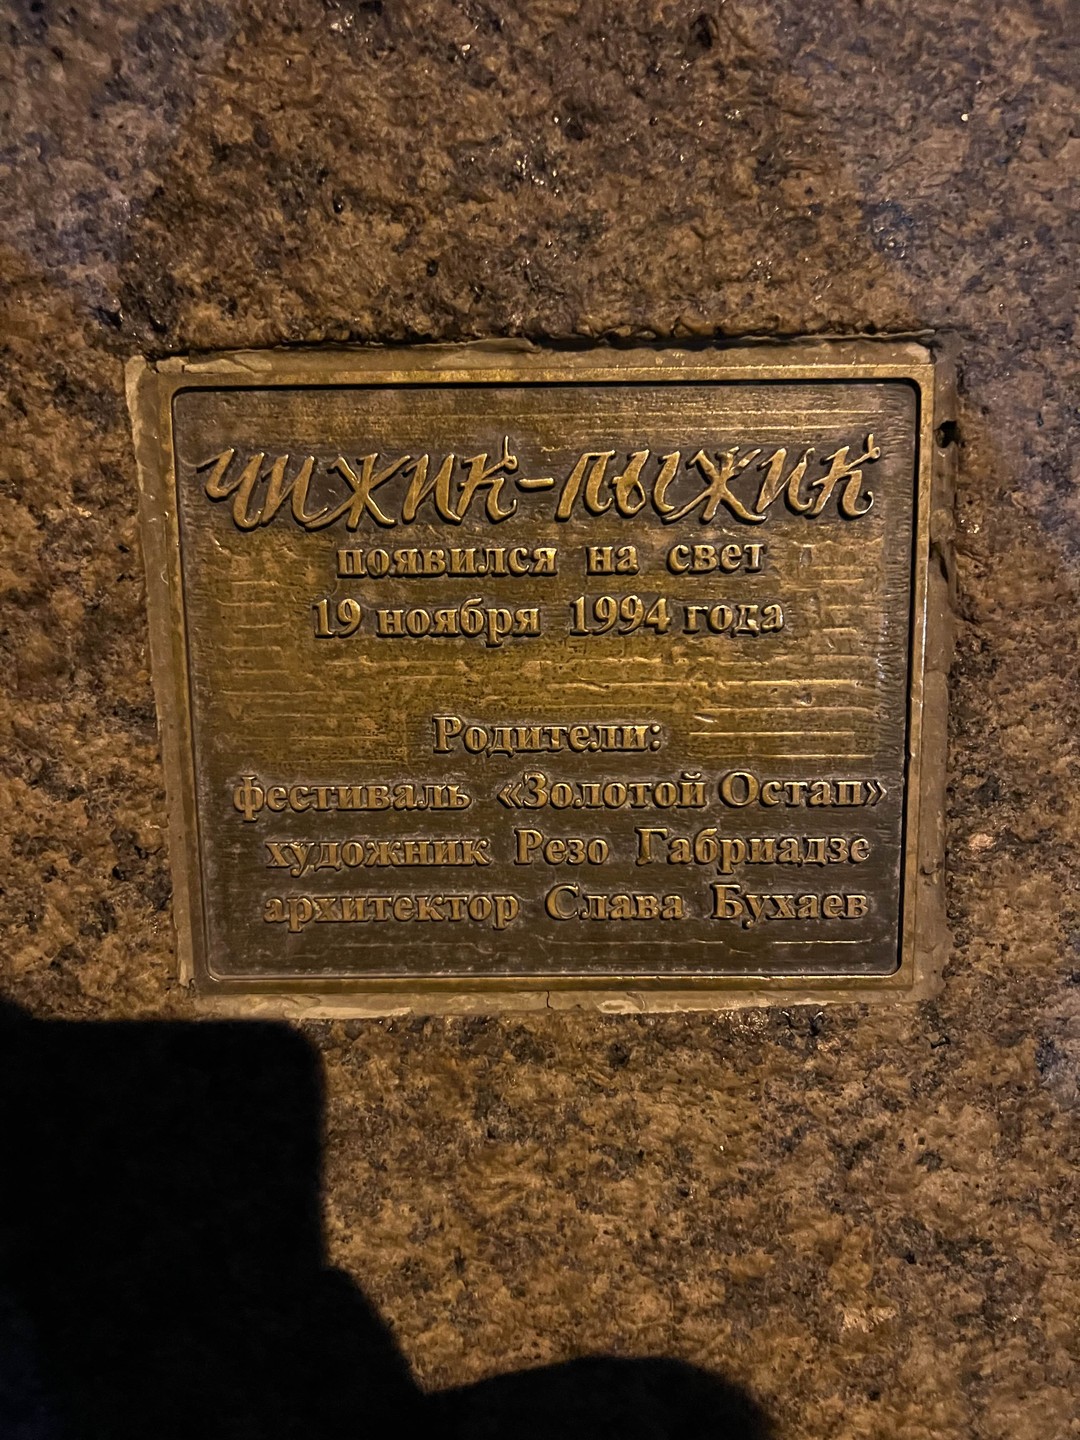 Чижик-Пыжик
появился на свет
19 ноября 1994 года
Родители:
фестиваль «Золотой Остап»
художник Резо Габриадзе
архитектор Слава Бухаев